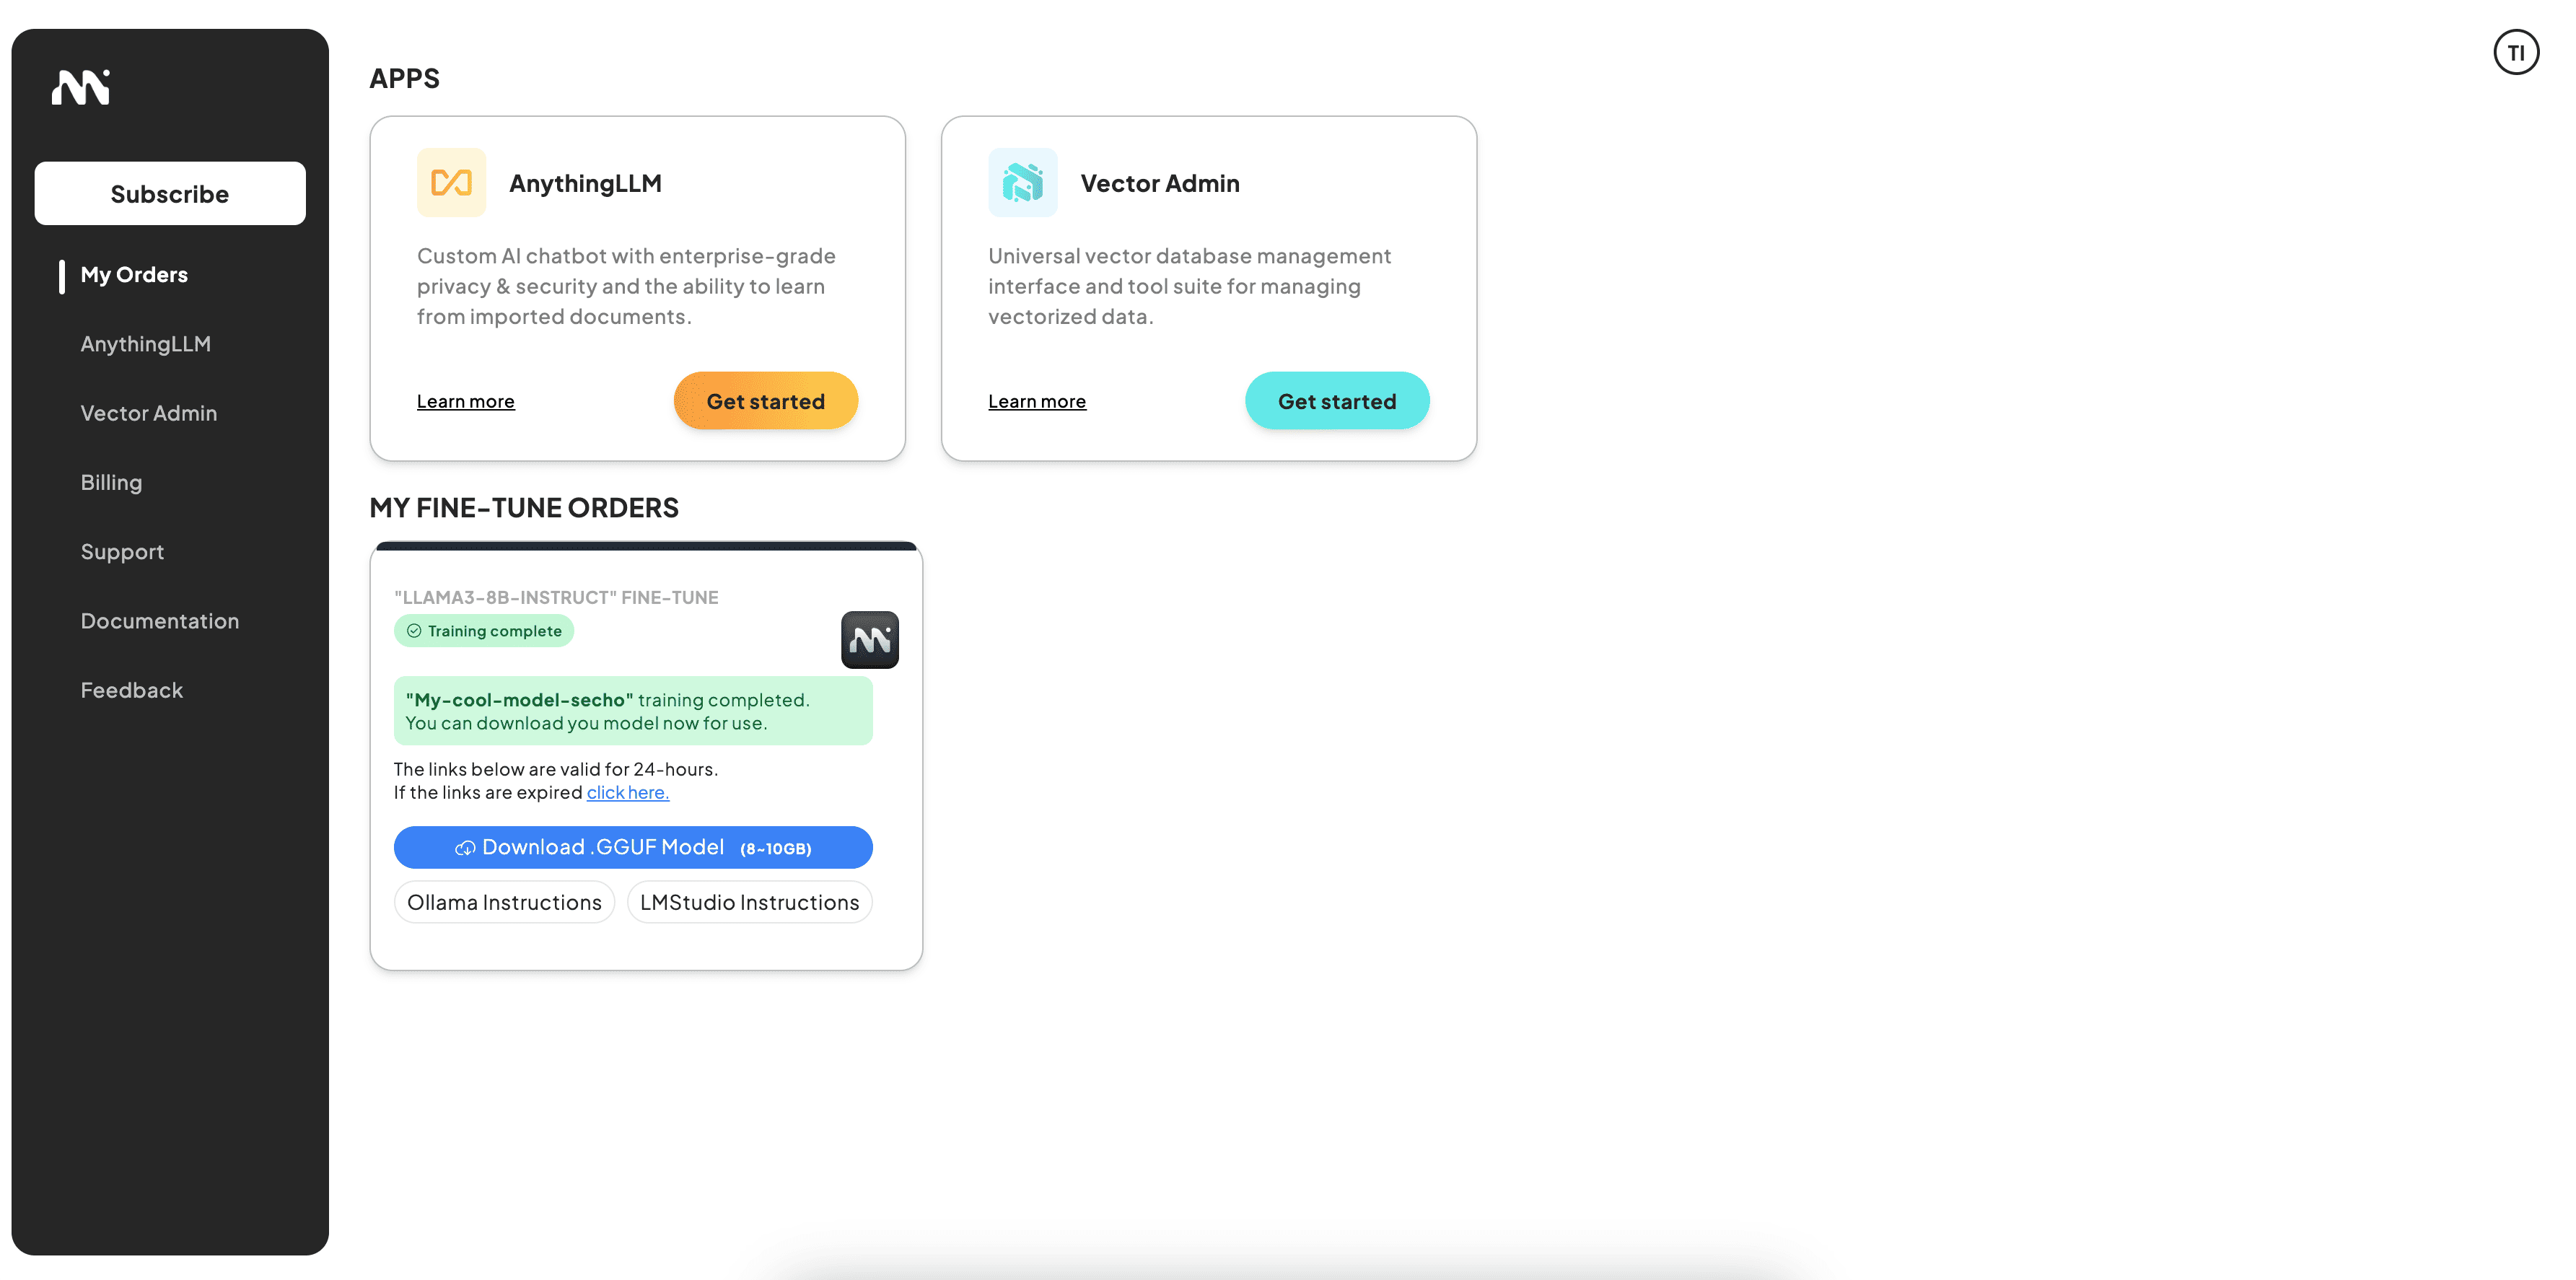 Subscribe
My Orders
AnythingLLM
Vector Admin
Billing
Support
Documentation
Feedback
TI
APPS
AnythingLLM
Custom AI chatbot with enterprise-grade
privacy & security and the ability to learn
from imported documents.
Learn more
Get started
Vector Admin
Universal vector database management
interface and tool suite for managing
vectorized data.
Learn more
Get started
MY FINE-TUNE ORDERS
"LLAMA3-8B-INSTRUCT" FINE-TUNE
Training complete
"My-cool-model-secho" training completed.
You can download you model now for use.
The links below are valid for 24-hours.
If the links are expired click here.
Download .GGUF Model (8~10GB)
Ollama Instructions
LMStudio Instructions